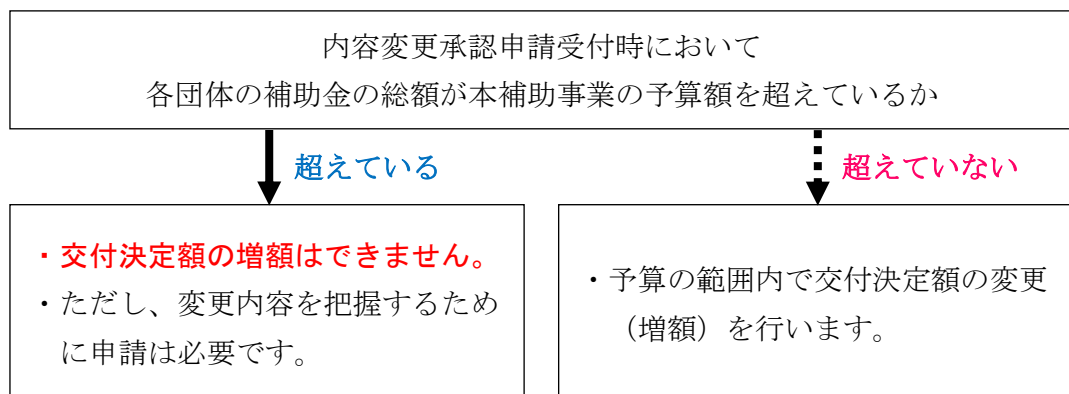 内容変更承認申請受付時において
各団体の補助金の総額が本補助事業の予算額を超えているか
超えている
超えていない
・交付決定額の増額はできません。
・ただし、変更内容を把握するため
に申請は必要です。
・予算の範囲内で交付決定額の変更
（増額）を行います。